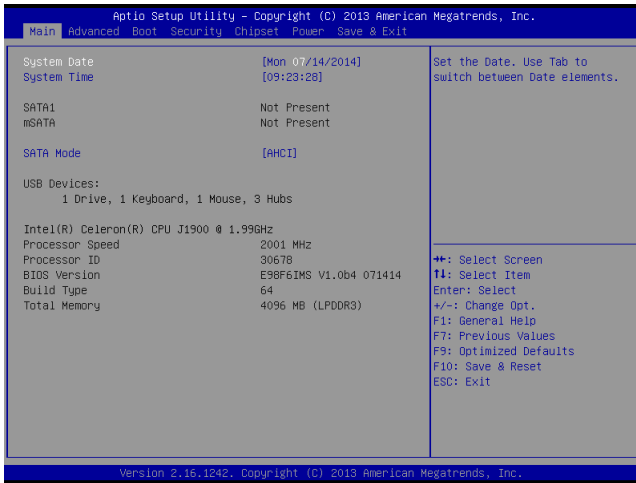 Aptio Setup Utility – Copyright (C) 2013 American Megatrends, Inc.
Main Advanced Boot Security Chipset Power Save & Exit
System Date [Mon 07/14/2014]
System Time [09:23:28]
SATA1 Not Present
mSATA Not Present
SATA Mode [AHCI]
USB Devices:
1 Drive, 1 Keyboard, 1 Mouse, 3 Hubs
Intel(R) Celeron(R) CPU J1900 @ 1.99GHz
Processor Speed 2001 MHz
Processor ID 30678
BIOS Version E98F6IMS V1.0b4 071414
Build Type 64
Total Memory 4096 MB (LPDDR3)
Set the Date. Use Tab to
switch between Date elements.
→←: Select Screen
↑↓: Select Item
Enter: Select
+/-: Change Opt.
F1: General Help
F7: Previous Values
F9: Optimized Defaults
F10: Save & Reset
ESC: Exit
Version 2.16.1242. Copyright (C) 2013 American Megatrends, Inc.